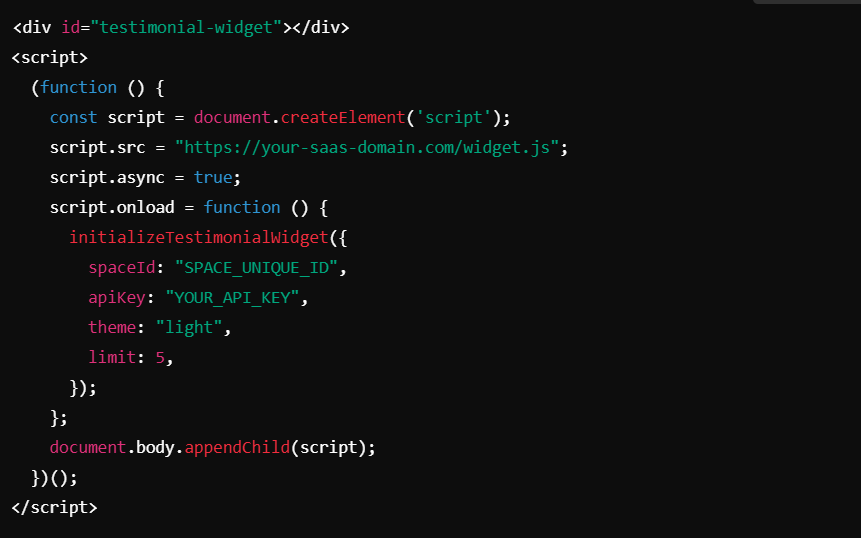 <div id="testimonial-widget"></div>
<script>
  (function () {
    const script = document.createElement('script');
    script.src = "https://your-saas-domain.com/widget.js";
    script.async = true;
    script.onload = function () {
      initializeTestimonialWidget({
        spaceId: "SPACE_UNIQUE_ID",
        apiKey: "YOUR_API_KEY",
        theme: "light",
        limit: 5,
      });
    };
    document.body.appendChild(script);
  })();
</script>